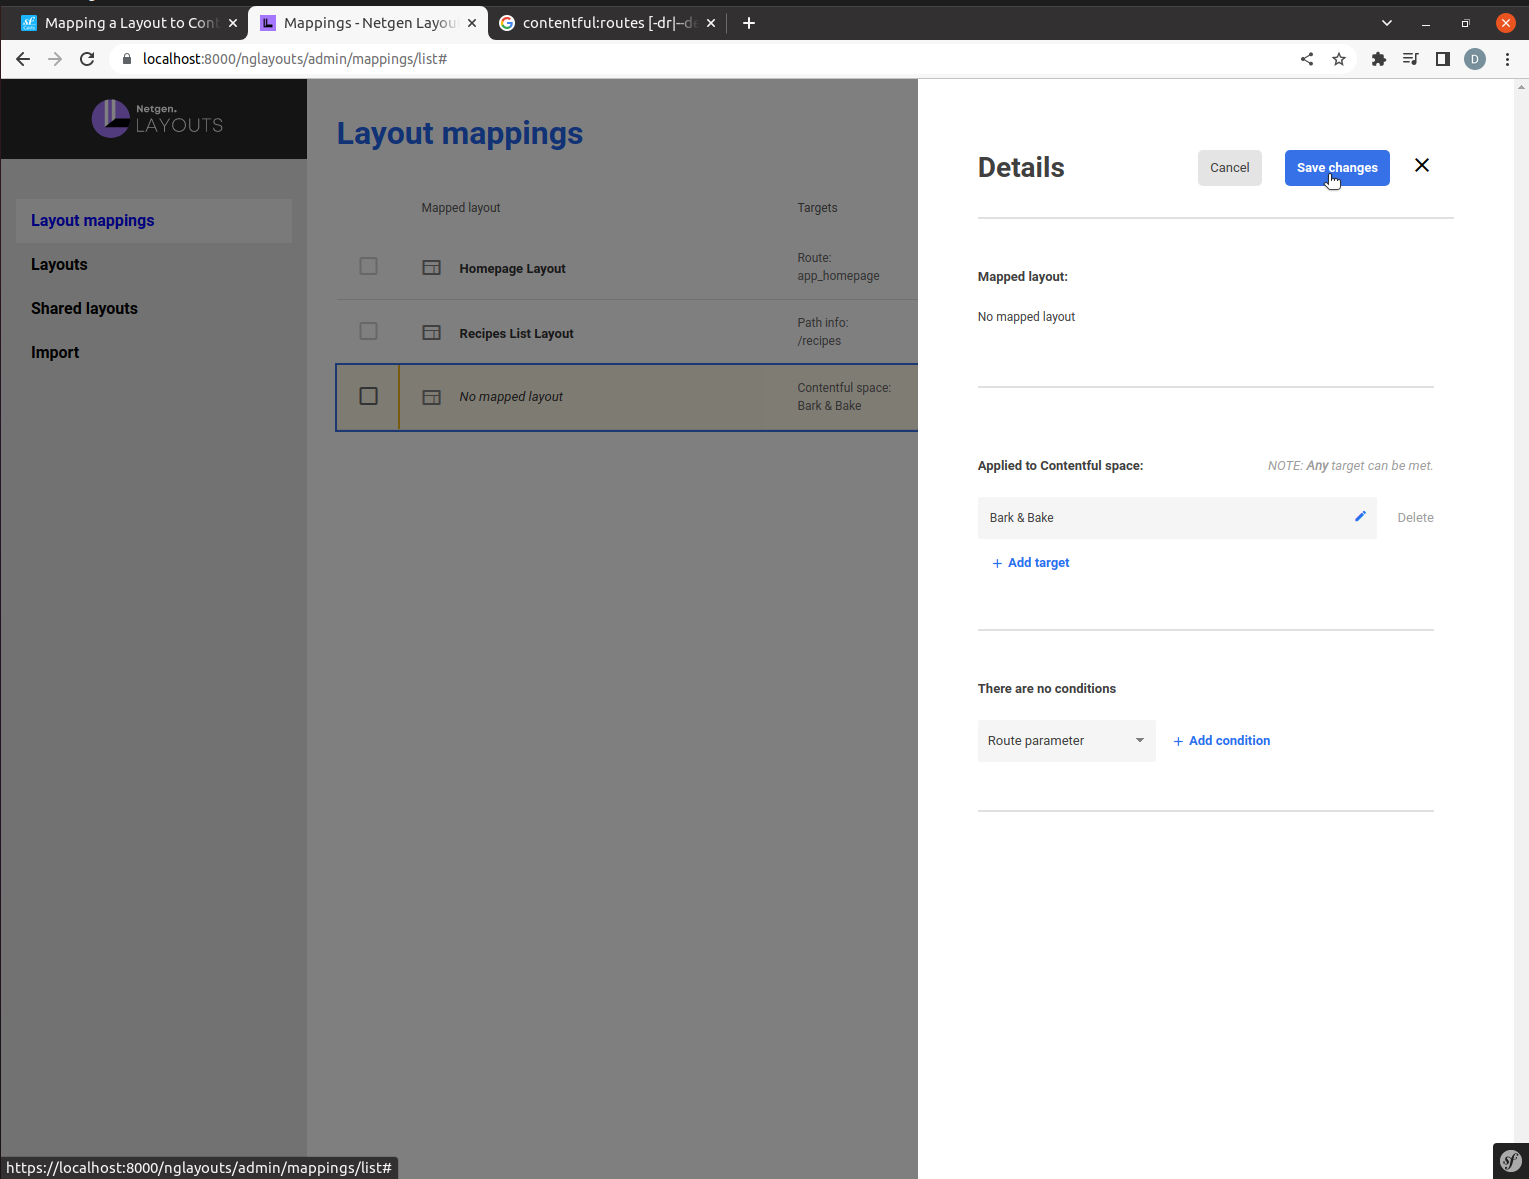 Mapping a Layout to Cont
Mappings - Netgen Layou
contentful:routes [-dr|--de
localhost:8000/nglayouts/admin/mappings/list#
D
Netgen.
LAYOUTS
Layout mappings
Layouts
Shared layouts
Import
Layout mappings
Mapped layout Targets
Homepage Layout
Route:
app_homepage
Recipes List Layout
Path info:
/recipes
No mapped layout
Contentful space:
Bark & Bake
Details
Cancel
Save changes
Mapped layout:
No mapped layout
Applied to Contentful space:
NOTE: Any target can be met.
Bark & Bake
Delete
+ Add target
There are no conditions
Route parameter
+ Add condition
https://localhost:8000/nglayouts/admin/mappings/list#
sf